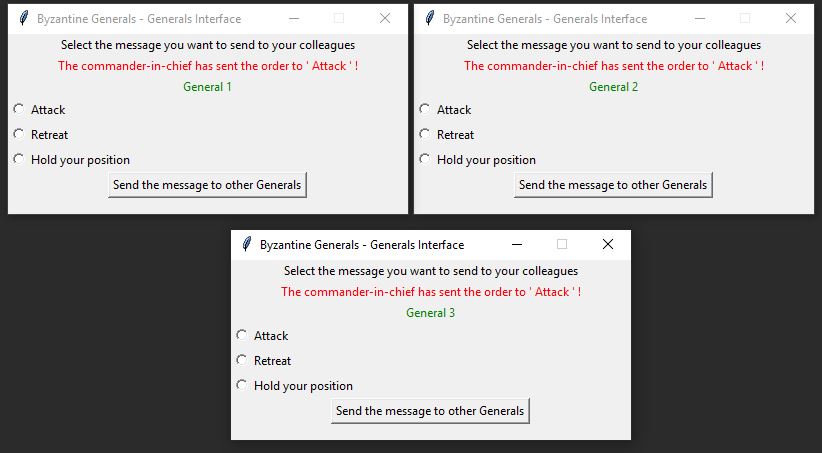 Byzantine Generals - Generals Interface
Select the message you want to send to your colleagues
The commander-in-chief has sent the order to ' Attack ' !
General 1
Attack
Retreat
Hold your position
Send the message to other Generals
Byzantine Generals - Generals Interface
Select the message you want to send to your colleagues
The commander-in-chief has sent the order to ' Attack ' !
General 2
Attack
Retreat
Hold your position
Send the message to other Generals
Byzantine Generals - Generals Interface
Select the message you want to send to your colleagues
The commander-in-chief has sent the order to ' Attack ' !
General 3
Attack
Retreat
Hold your position
Send the message to other Generals